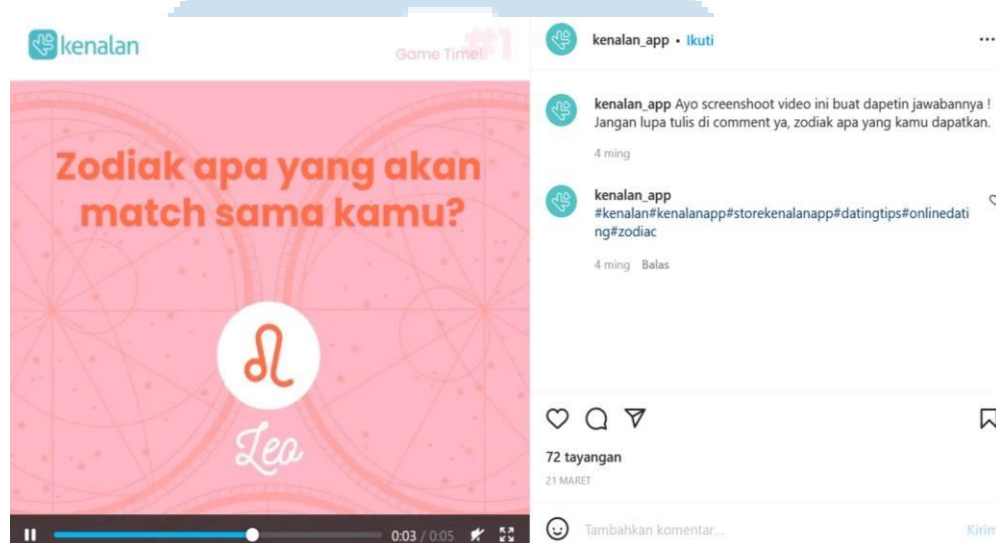 kenalan
Game Time!
#1
Zodiak apa yang akan
match sama kamu?
Leo
0:03 / 0:05
kenalan_app • Ikuti
kenalan_app Ayo screenshoot video ini buat dapetin jawabannya !
Jangan lupa tulis di comment ya, zodiak apa yang kamu dapatkan.
4 ming
kenalan_app
#kenalan#kenalanapp#storekenalanapp#datingtips#onlinedati
ng#zodiac
4 ming Balas
72 tayangan
21 MARET
Tambahkan komentar...
Kirim